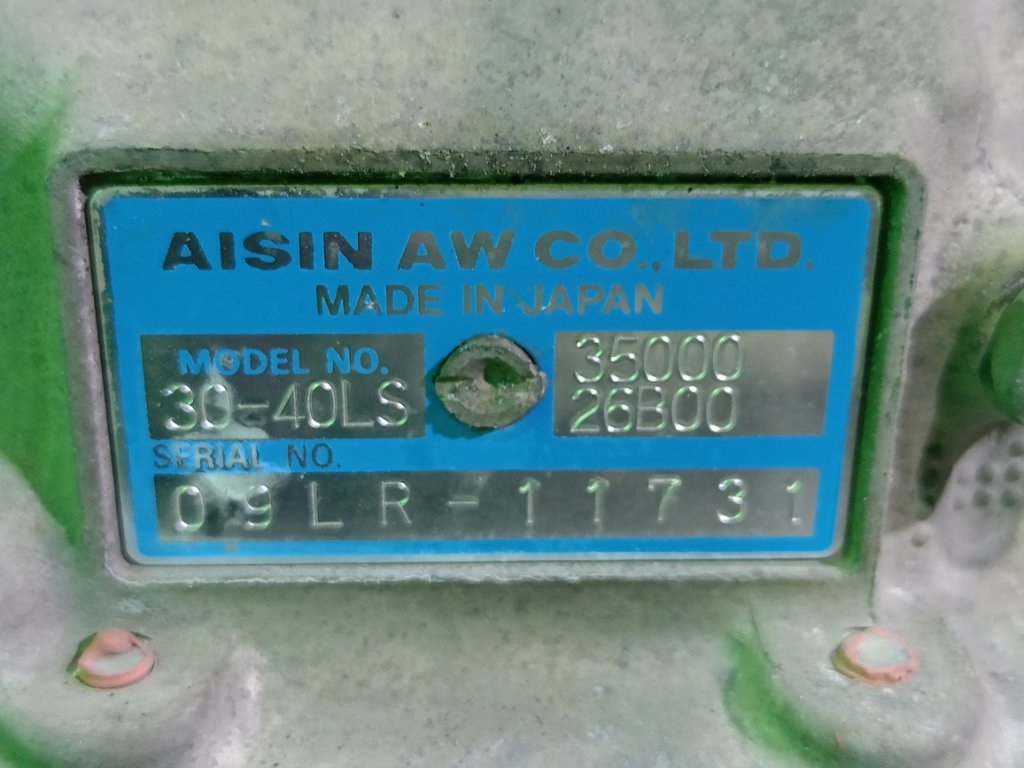 AISIN AW CO., LTD.
MADE IN JAPAN
MODEL NO.
30-40LS
35000
26B00
SERIAL NO.
09LR-11731